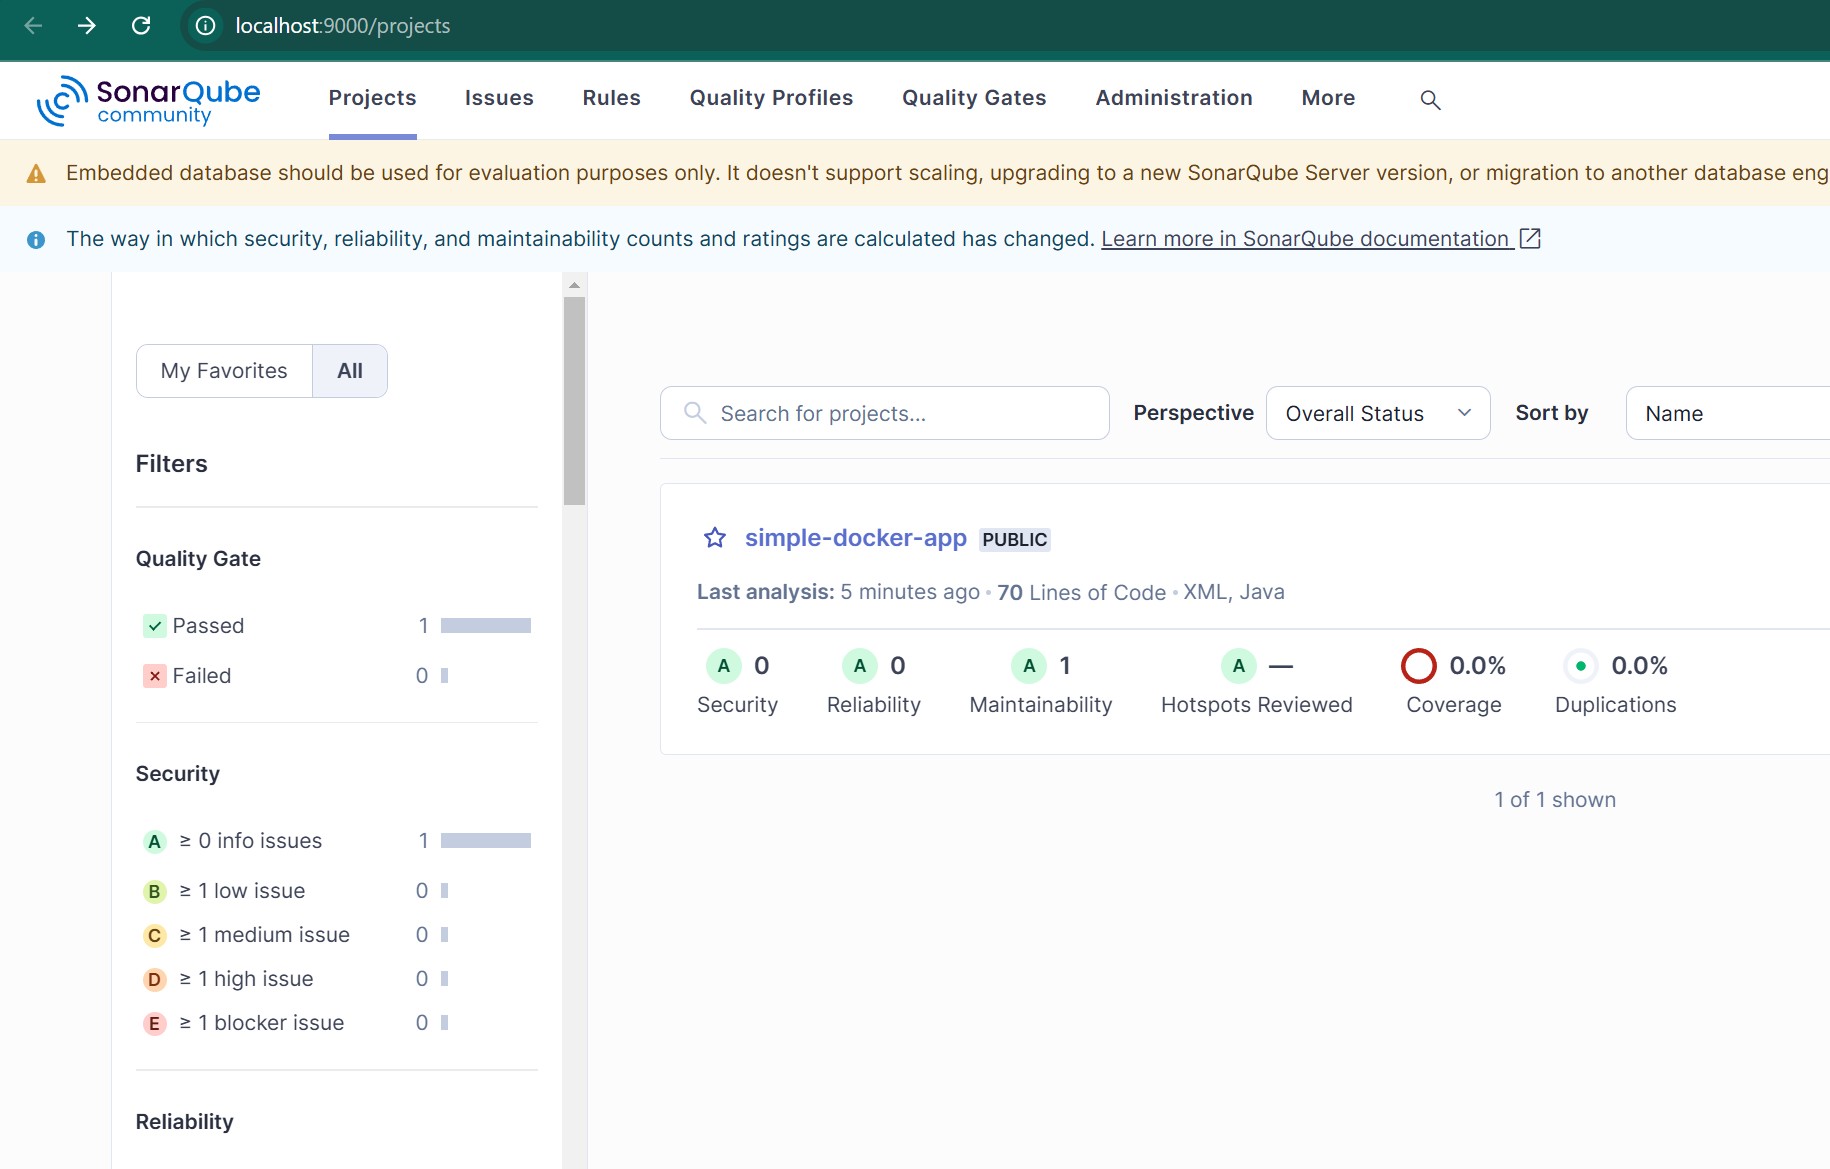 localhost:9000/projects
SonarQube
community
Projects Issues Rules Quality Profiles Quality Gates Administration More
Embedded database should be used for evaluation purposes only. It doesn't support scaling, upgrading to a new SonarQube Server version, or migration to another database eng
The way in which security, reliability, and maintainability counts and ratings are calculated has changed. Learn more in SonarQube documentation
My Favorites All
Filters
Quality Gate
Passed 1
Failed 0
Security
A ≥ 0 info issues 1
B ≥ 1 low issue 0
C ≥ 1 medium issue 0
D ≥ 1 high issue 0
E ≥ 1 blocker issue 0
Reliability
Search for projects... Perspective Overall Status Sort by Name
simple-docker-app PUBLIC
Last analysis: 5 minutes ago • 70 Lines of Code • XML, Java
A 0 A 0 A 1 A — 0.0% 0.0%
Security Reliability Maintainability Hotspots Reviewed Coverage Duplications
1 of 1 shown